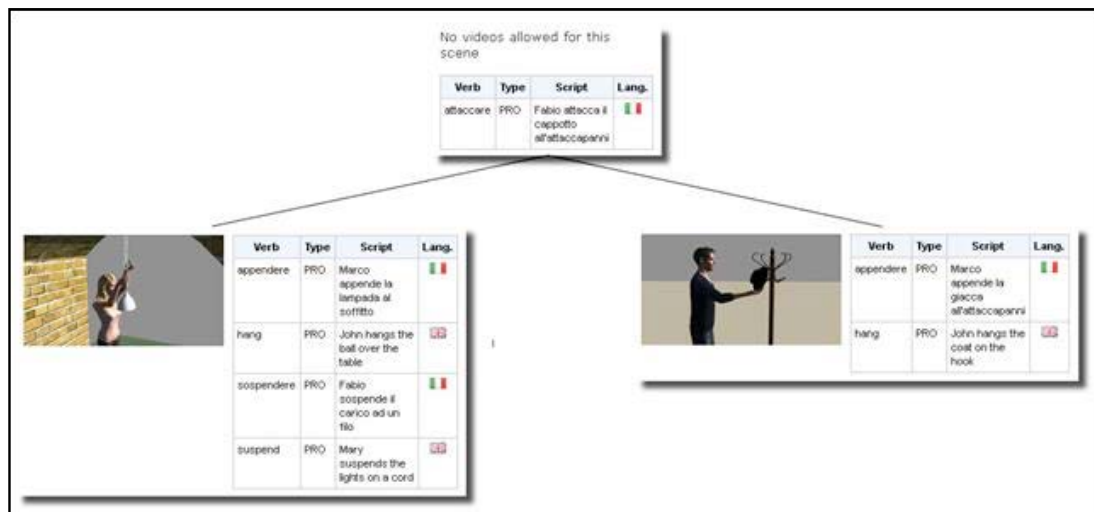 No videos allowed for this
scene
Verb Type Script Lang.
attaccare PRO Fabio attacca il
cappotto
all'attaccapanni
Verb Type Script Lang.
appendere PRO Marco
appende la
lampada al
soffitto
hang PRO John hangs the
ball over the
table
sospendere PRO Fabio
sospende il
carico ad un
filo
suspend PRO Mary
suspends the
lights on a cord
Verb Type Script Lang.
appendere PRO Marco
appende la
giacca
all'attaccapanni
hang PRO John hangs the
coat on the
hook